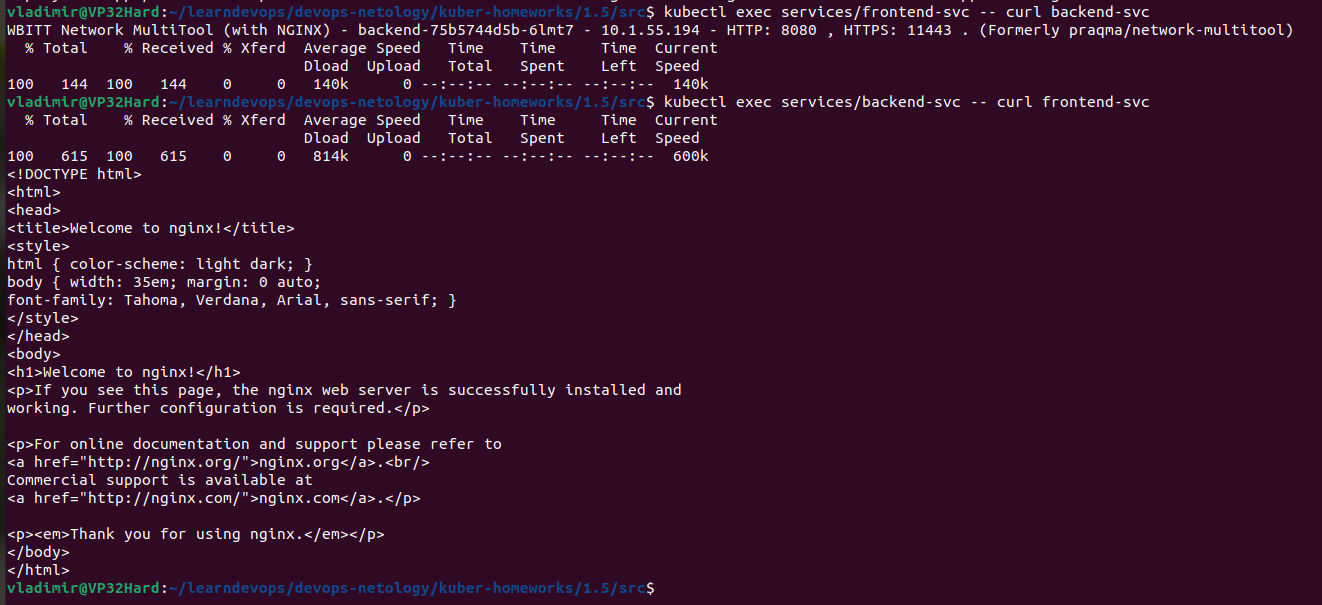 vladimir@VP32Hard:~/learndevops/devops-netology/kuber-homeworks/1.5/src$ kubectl exec services/frontend-svc -- curl backend-svc
WBITT Network MultiTool (with NGINX) - backend-75b5744d5b-6lmt7 - 10.1.55.194 - HTTP: 8080 , HTTPS: 11443 . (Formerly praqma/network-multitool)
  % Total    % Received % Xferd  Average Speed   Time    Time     Time  Current
                                 Dload  Upload   Total   Spent    Left  Speed
100   144  100   144    0     0   140k      0 --:--:-- --:--:-- --:--:--  140k
vladimir@VP32Hard:~/learndevops/devops-netology/kuber-homeworks/1.5/src$ kubectl exec services/backend-svc -- curl frontend-svc
  % Total    % Received % Xferd  Average Speed   Time    Time     Time  Current
                                 Dload  Upload   Total   Spent    Left  Speed
100   615  100   615    0     0   814k      0 --:--:-- --:--:-- --:--:--  600k
<!DOCTYPE html>
<html>
<head>
<title>Welcome to nginx!</title>
<style>
html { color-scheme: light dark; }
body { width: 35em; margin: 0 auto;
font-family: Tahoma, Verdana, Arial, sans-serif; }
</style>
</head>
<body>
<h1>Welcome to nginx!</h1>
<p>If you see this page, the nginx web server is successfully installed and
working. Further configuration is required.</p>

<p>For online documentation and support please refer to
<a href="http://nginx.org/">nginx.org</a>.<br/>
Commercial support is available at
<a href="http://nginx.com/">nginx.com</a>.</p>

<p><em>Thank you for using nginx.</em></p>
</body>
</html>
vladimir@VP32Hard:~/learndevops/devops-netology/kuber-homeworks/1.5/src$